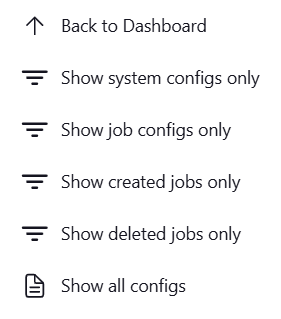 Back to Dashboard
Show system configs only
Show job configs only
Show created jobs only
Show deleted jobs only
Show all configs